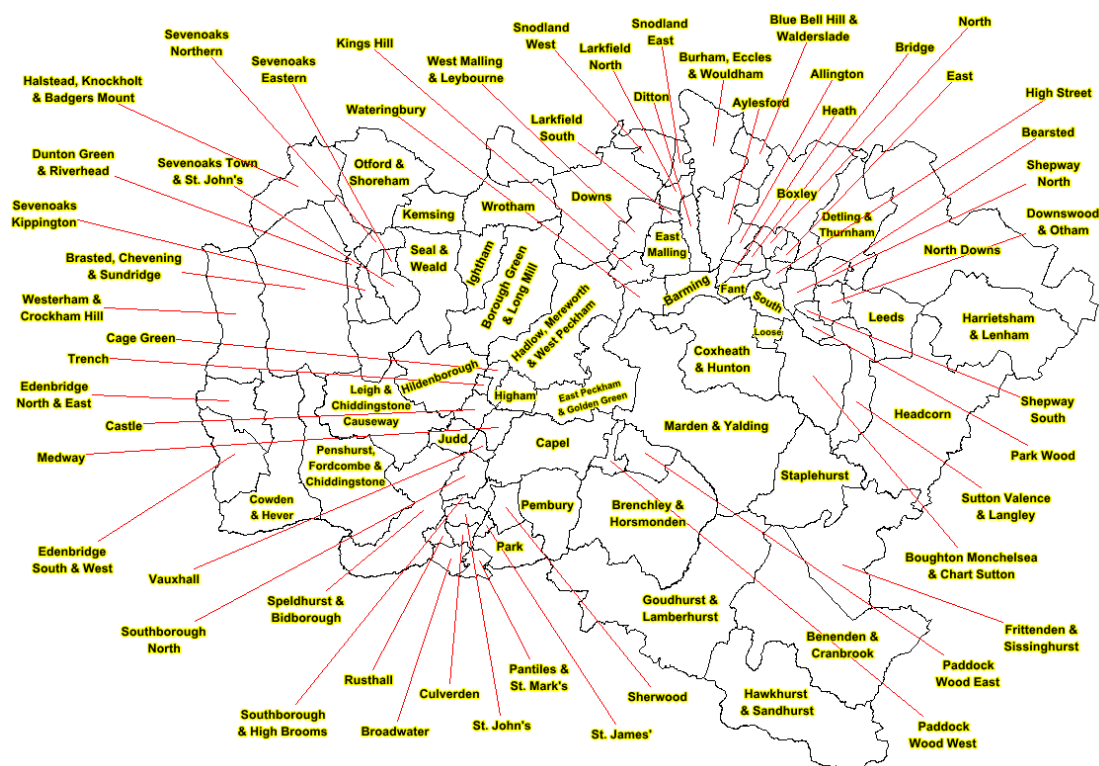 Sevenoaks
Northern
Kings Hill
Snodland
West
Snodland
East
Blue Bell Hill &
Walderslade
North
Sevenoaks
Eastern
West Malling
& Leybourne
Larkfield
North
Burham, Eccles
& Wouldham
Bridge
Halstead, Knockholt
& Badgers Mount
Allington
East
Wateringbury
Ditton
Aylesford
Heath
High Street
Larkfield
South
Bearsted
Dunton Green
& Riverhead
Sevenoaks Town
& St. John's
Otford &
Shoreham
Shepway
North
Sevenoaks
Kippington
Kemsing
Wrotham
Downs
Boxley
Detling &
Thurnham
Downswood
& Otham
Brasted, Chevening
& Sundridge
Seal &
Weald
Ightham
Borough Green
& Long Mill
East
Malling
North Downs
Westerham &
Crockham Hill
Barming
Fant
South
Loose
Leeds
Harrietsham
& Lenham
Cage Green
Hadlow, Mereworth
& West Peckham
Coxheath
& Hunton
Trench
Hildenborough
Edenbridge
North & East
Leigh &
Chiddingstone
Causeway
Higham
East Peckham
& Golden Green
Headcorn
Shepway
South
Castle
Marden & Yalding
Medway
Judd
Capel
Park Wood
Penshurst,
Fordcombe &
Chiddingstone
Staplehurst
Cowden
& Hever
Pembury
Brenchley &
Horsmonden
Sutton Valence
& Langley
Edenbridge
South & West
Park
Boughton Monchelsea
& Chart Sutton
Vauxhall
Speldhurst &
Bidborough
Goudhurst &
Lamberhurst
Southborough
North
Benenden &
Cranbrook
Frittenden &
Sissinghurst
Rusthall
Culverden
Pantiles &
St. Mark's
Sherwood
Paddock
Wood East
Hawkhurst
& Sandhurst
Southborough
& High Brooms
Broadwater
St. John's
St. James'
Paddock
Wood West